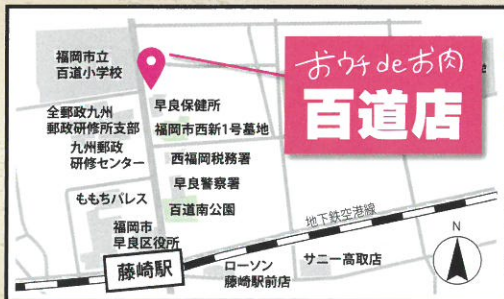 福岡市立
百道小学校
おウチdeお肉
百道店
早良保健所
全郵政九州
郵政研修所支部
福岡市西新1号墓地
九州郵政
研修センター
西福岡税務署
早良警察署
ももちパレス
百道南公園
地下鉄空港線
福岡市
早良区役所
N
藤崎駅
ローソン
藤崎駅前店
サニー高取店